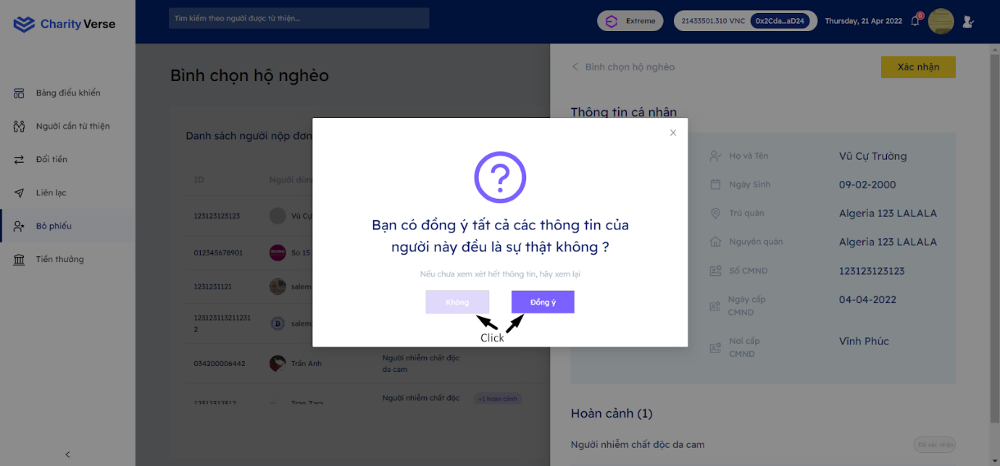 Charity Verse
Tìm kiếm theo người được từ thiện...
Extreme
21433501.310 VNC
0x2Cda...aD24
Thursday, 21 Apr 2022
0
Bảng điều khiển
Người cần từ thiện
Đổi tiền
Liên lạc
Bỏ phiếu
Tiền thưởng
Bình chọn hộ nghèo
Danh sách người nộp đơn
ID
Người dùng
123123123123
Vũ Cự
012345678901
So 15
1231231121
salem
123123113211231
2
salem
034200006442
Trần Anh
Người nhiễm chất độc
da cam
12312312312
Tran Zara
Người nhiễm chất độc
+1 hoàn cảnh
Bình chọn hộ nghèo
Xác nhận
Thông tin cá nhân
Họ và Tên
Vũ Cự Trường
Ngày Sinh
09-02-2000
Trú quán
Algeria 123 LALALA
Nguyên quán
Algeria 123 LALALA
Số CMND
123123123123
Ngày cấp
CMND
04-04-2022
Nơi cấp
CMND
Vĩnh Phúc
Hoàn cảnh (1)
Người nhiễm chất độc da cam
Đã xác nhận
Bạn có đồng ý tất cả các thông tin của
người này đều là sự thật không ?
Nếu chưa xem xét hết thông tin, hãy xem lại
Không
Đồng ý
Click